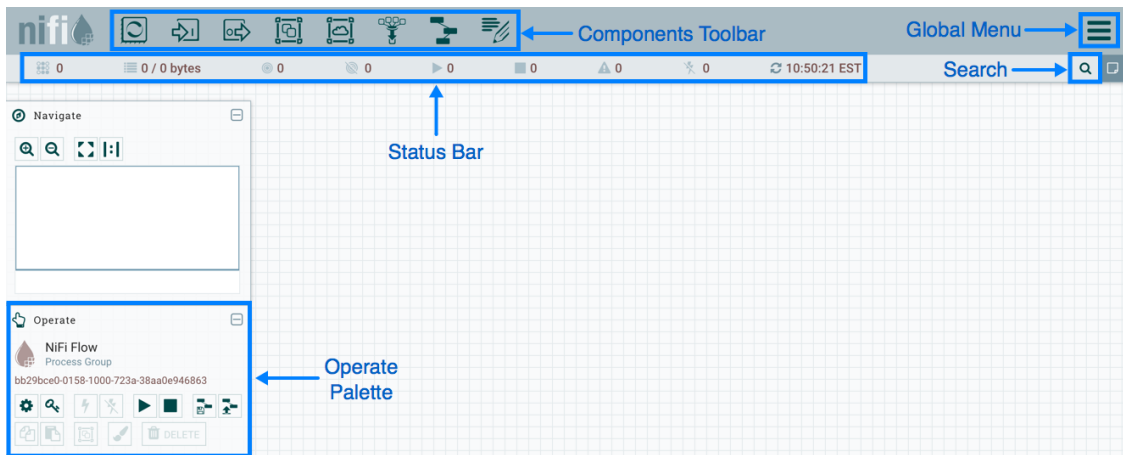 nifi
Components Toolbar
Global Menu
0
0 / 0 bytes
0
0
0
0
0
0
10:50:21 EST
Search
Navigate
Status Bar
Operate
NiFi Flow
Process Group
bb29bce0-0158-1000-723a-38aa0e946863
DELETE
Operate
Palette